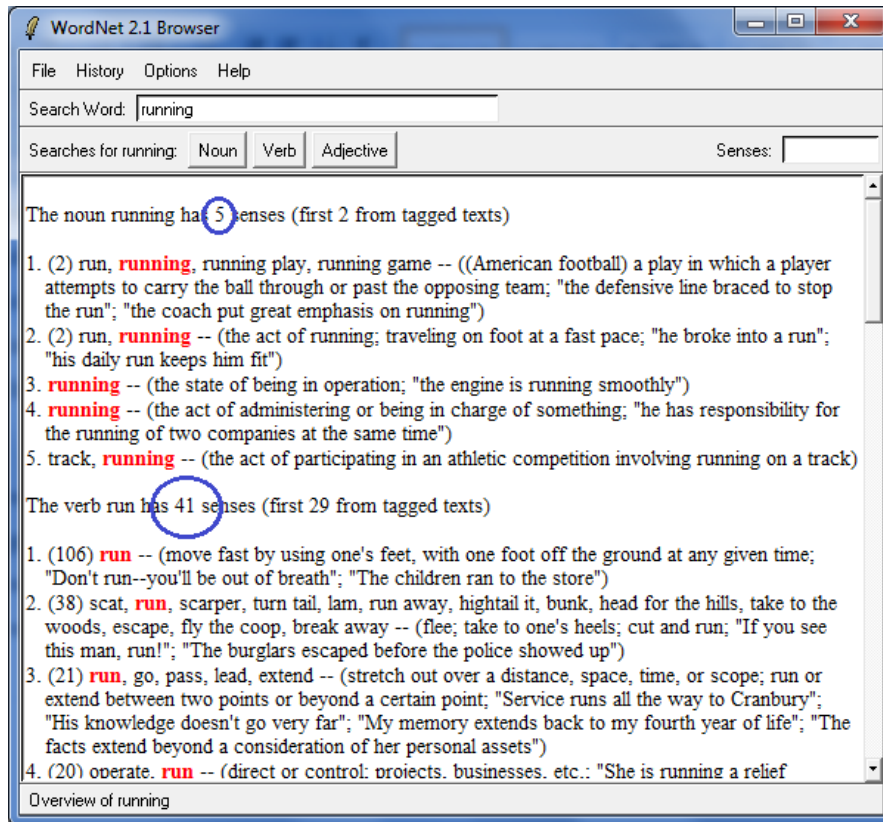 WordNet 2.1 Browser
File History Options Help
Search Word: running
Searches for running: Noun Verb Adjective Senses:
The noun running has 5 senses (first 2 from tagged texts)
1. (2) run, running, running play, running game -- ((American football) a play in which a player
attempts to carry the ball through or past the opposing team; "the defensive line braced to stop
the run"; "the coach put great emphasis on running")
2. (2) run, running -- (the act of running; traveling on foot at a fast pace; "he broke into a run";
"his daily run keeps him fit")
3. running -- (the state of being in operation; "the engine is running smoothly")
4. running -- (the act of administering or being in charge of something; "he has responsibility for
the running of two companies at the same time")
5. track, running -- (the act of participating in an athletic competition involving running on a track)
The verb run has 41 senses (first 29 from tagged texts)
1. (106) run -- (move fast by using one's feet, with one foot off the ground at any given time;
"Don't run--you'll be out of breath"; "The children ran to the store")
2. (38) scat, run, scarper, turn tail, lam, run away, hightail it, bunk, head for the hills, take to the
woods, escape, fly the coop, break away -- (flee; take to one's heels; cut and run; "If you see
this man, run!"; "The burglars escaped before the police showed up")
3. (21) run, go, pass, lead, extend -- (stretch out over a distance, space, time, or scope; run or
extend between two points or beyond a certain point; "Service runs all the way to Cranbury";
"His knowledge doesn't go very far"; "My memory extends back to my fourth year of life"; "The
facts extend beyond a consideration of her personal assets")
4. (20) operate, run -- (direct or control; projects, businesses, etc.; "She is running a relief
Overview of running